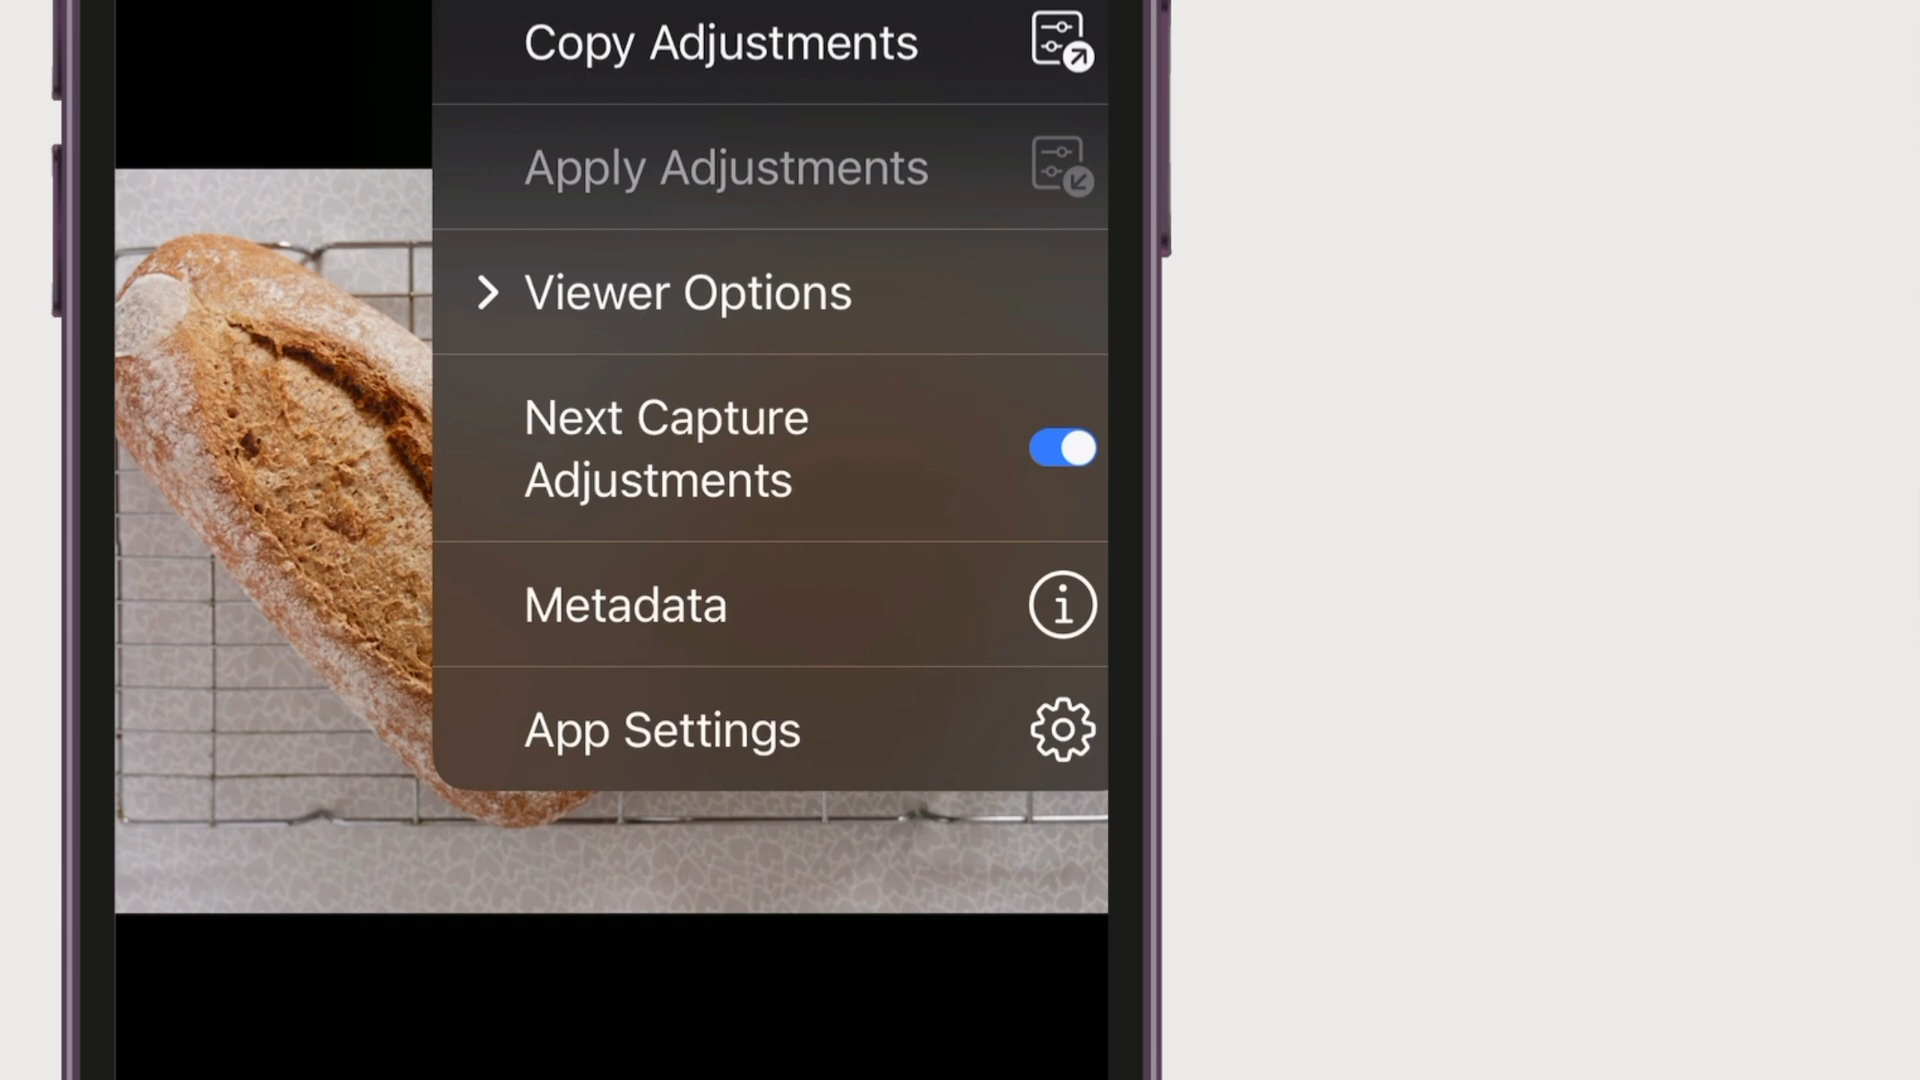 Copy Adjustments
Apply Adjustments
Viewer Options
Next Capture
Adjustments
Metadata
App Settings